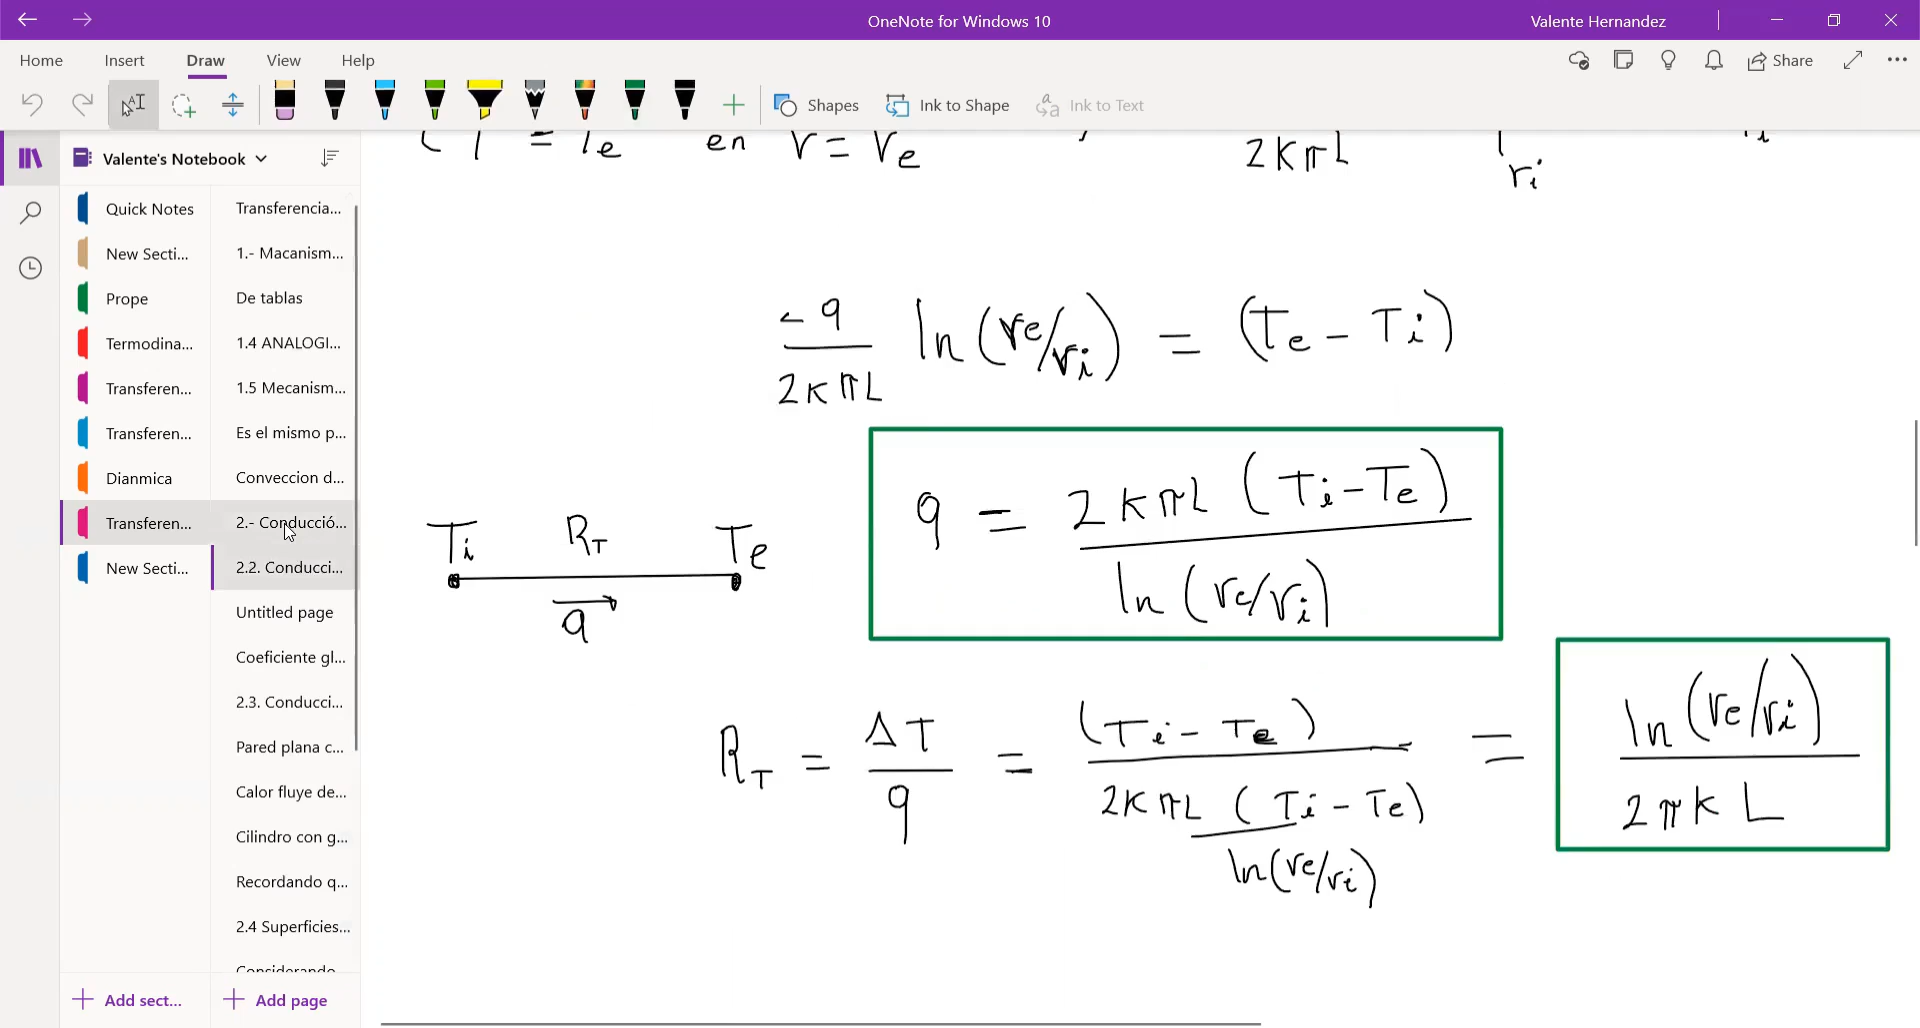 OneNote for Windows 10
Valente Hernandez
Home Insert Draw View Help
Share
Shapes Ink to Shape Ink to Text
Valente's Notebook
Quick Notes
New Secti...
Prope
Termodina...
Transferen...
Transferen...
Dianmica
Transferen...
New Secti...
Add sect...
Transferencia...
1.- Macanism...
De tablas
1.4 ANALOGI...
1.5 Mecanism...
Es el mismo p...
Conveccion d...
2.- Conducció...
2.2. Conducci...
Untitled page
Coeficiente gl...
2.3. Conducci...
Pared plana c...
Calor fluye de...
Cilindro con g...
Recordando q...
2.4 Superficies...
Considerando
Add page
T = Te en r = re
2KπL ri i
-q/2KπL ln(re/ri) = (Te - Ti)
q = 2KπL (Ti - Te) / ln(re/ri)
Ti RT Te
q
RT = ΔT/q = (Ti - Te) / (2KπL (Ti - Te) / ln(re/ri)) = ln(re/ri) / 2πKL